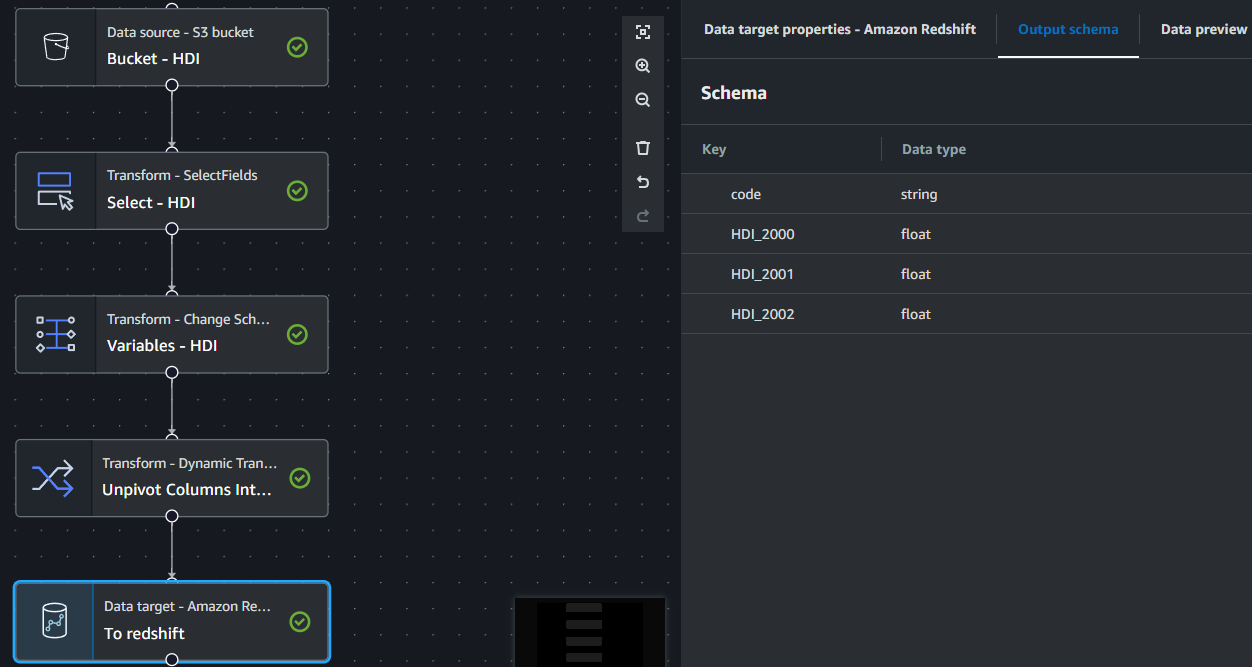 Data source - S3 bucket
Bucket - HDI
Transform - SelectFields
Select - HDI
Transform - Change Sch...
Variables - HDI
Transform - Dynamic Tran...
Unpivot Columns Int...
Data target - Amazon Re...
To redshift
Data target properties - Amazon Redshift
Output schema
Data preview
Schema
Key
Data type
code
string
HDI_2000
float
HDI_2001
float
HDI_2002
float